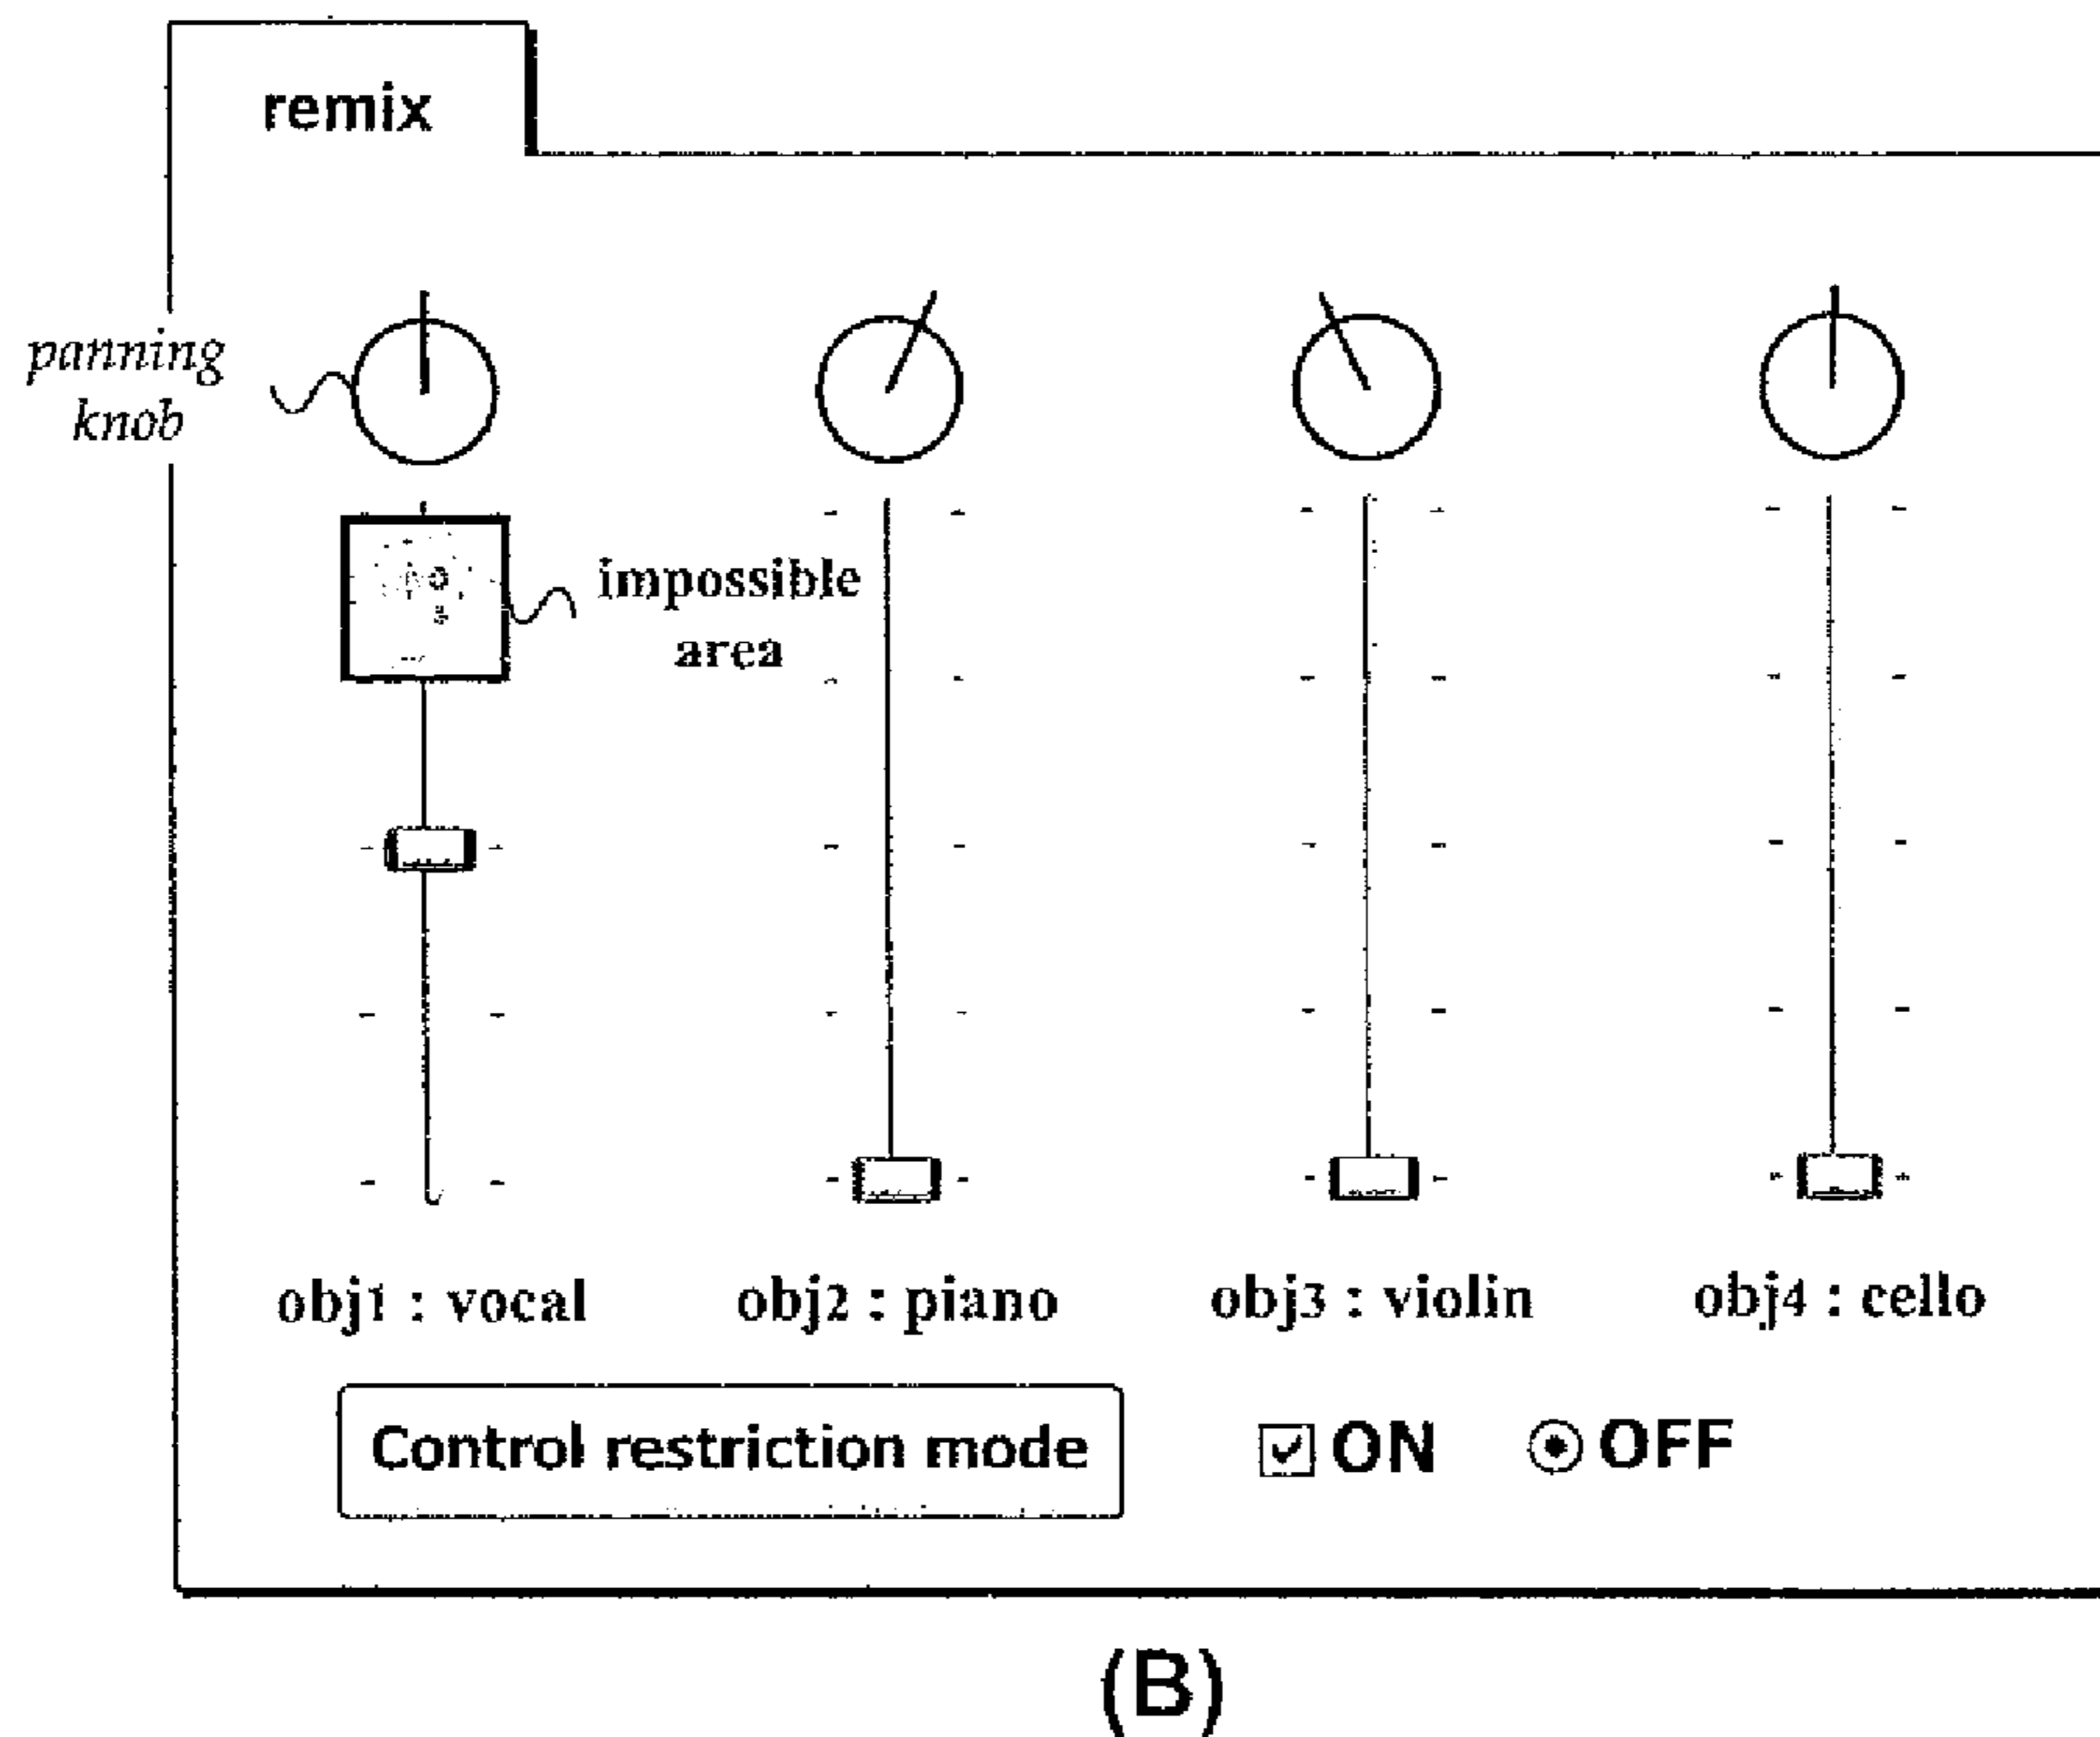 remix
panning
knob
impossible
area
obj1 : vocal
obj2 : piano
obj3 : violin
obj4 : cello
Control restriction mode
ON
OFF
(B)